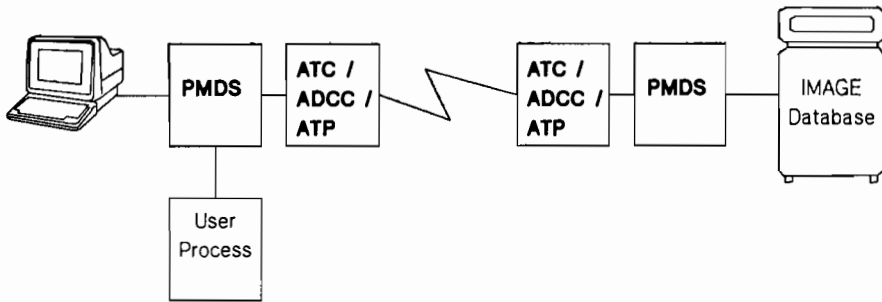 PMDS
ATC /
ADCC /
ATP
ATC /
ADCC /
ATP
PMDS
IMAGE
Database
User
Process